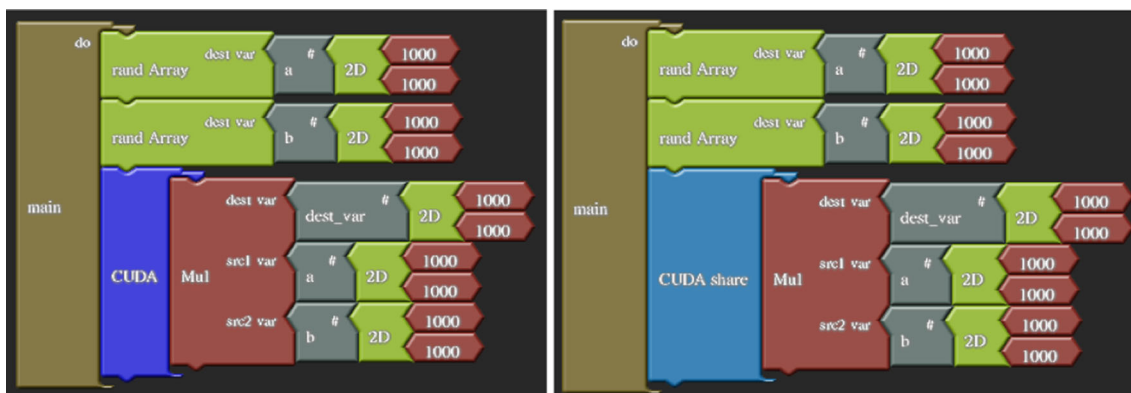 do
dest var
#
1000
rand Array
a
2D
1000
dest var
#
1000
rand Array
b
2D
1000
main
CUDA
Mul
dest var
#
1000
dest_var
2D
1000
src1 var
#
1000
a
2D
1000
src2 var
#
1000
b
2D
1000
do
dest var
#
1000
rand Array
a
2D
1000
dest var
#
1000
rand Array
b
2D
1000
main
CUDA share
Mul
dest var
#
1000
dest_var
2D
1000
src1 var
#
1000
a
2D
1000
src2 var
#
1000
b
2D
1000